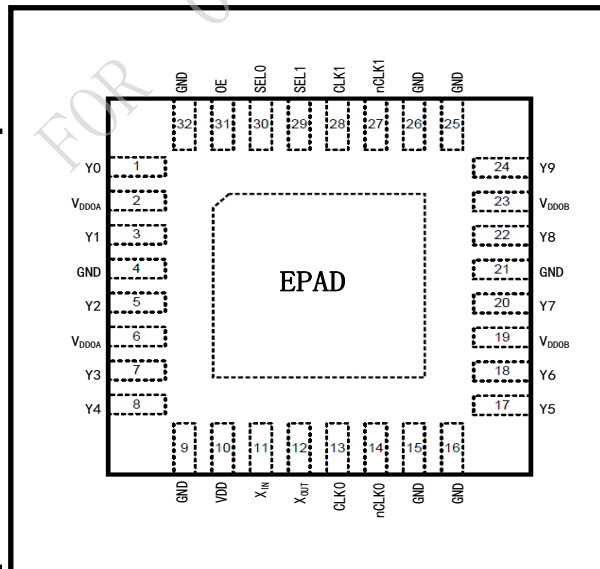 FOR
GND OE SEL0 SEL1 CLK1 nCLK1 GND GND
32 31 30 29 28 27 26 25
Y0 1 24 Y9
VDDOA 2 23 VDDOB
Y1 3 22 Y8
GND 4 21 GND
Y2 5 20 Y7
EPAD
VDDOA 6 19 VDDOB
Y3 7 18 Y6
Y4 8 17 Y5
9 10 11 12 13 14 15 16
GND VDD XIN XOUT CLK0 nCLK0 GND GND